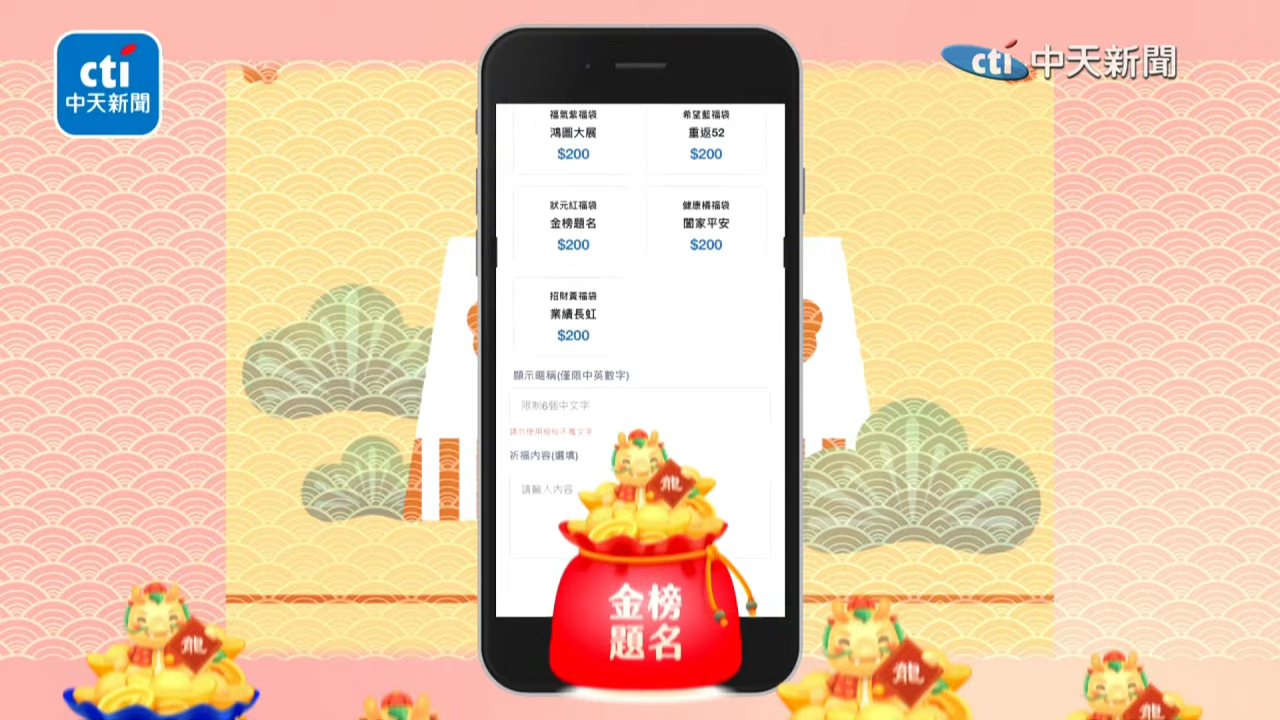 cti
中天新聞
cti 中天新聞
福氣紫福袋
鴻圖大展
$200
希望藍福袋
重返52
$200
狀元紅福袋
金榜題名
$200
健康橘福袋
闔家平安
$200
招財黃福袋
業績長虹
$200
顯示暱稱(僅限中英數字)
限制6個中文字
祈福內容(選填)
請輸入內容
龍
金榜
題名
龍
龍
龍